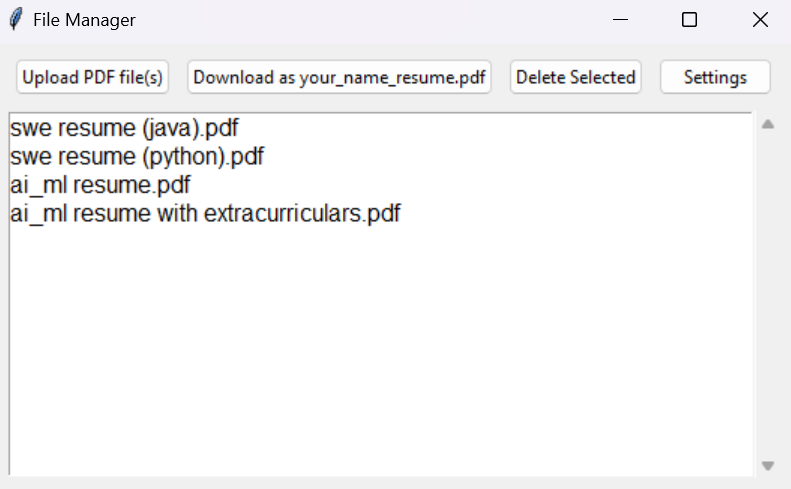 File Manager
Upload PDF file(s) Download as your_name_resume.pdf Delete Selected Settings
swe resume (java).pdf
swe resume (python).pdf
ai_ml resume.pdf
ai_ml resume with extracurriculars.pdf